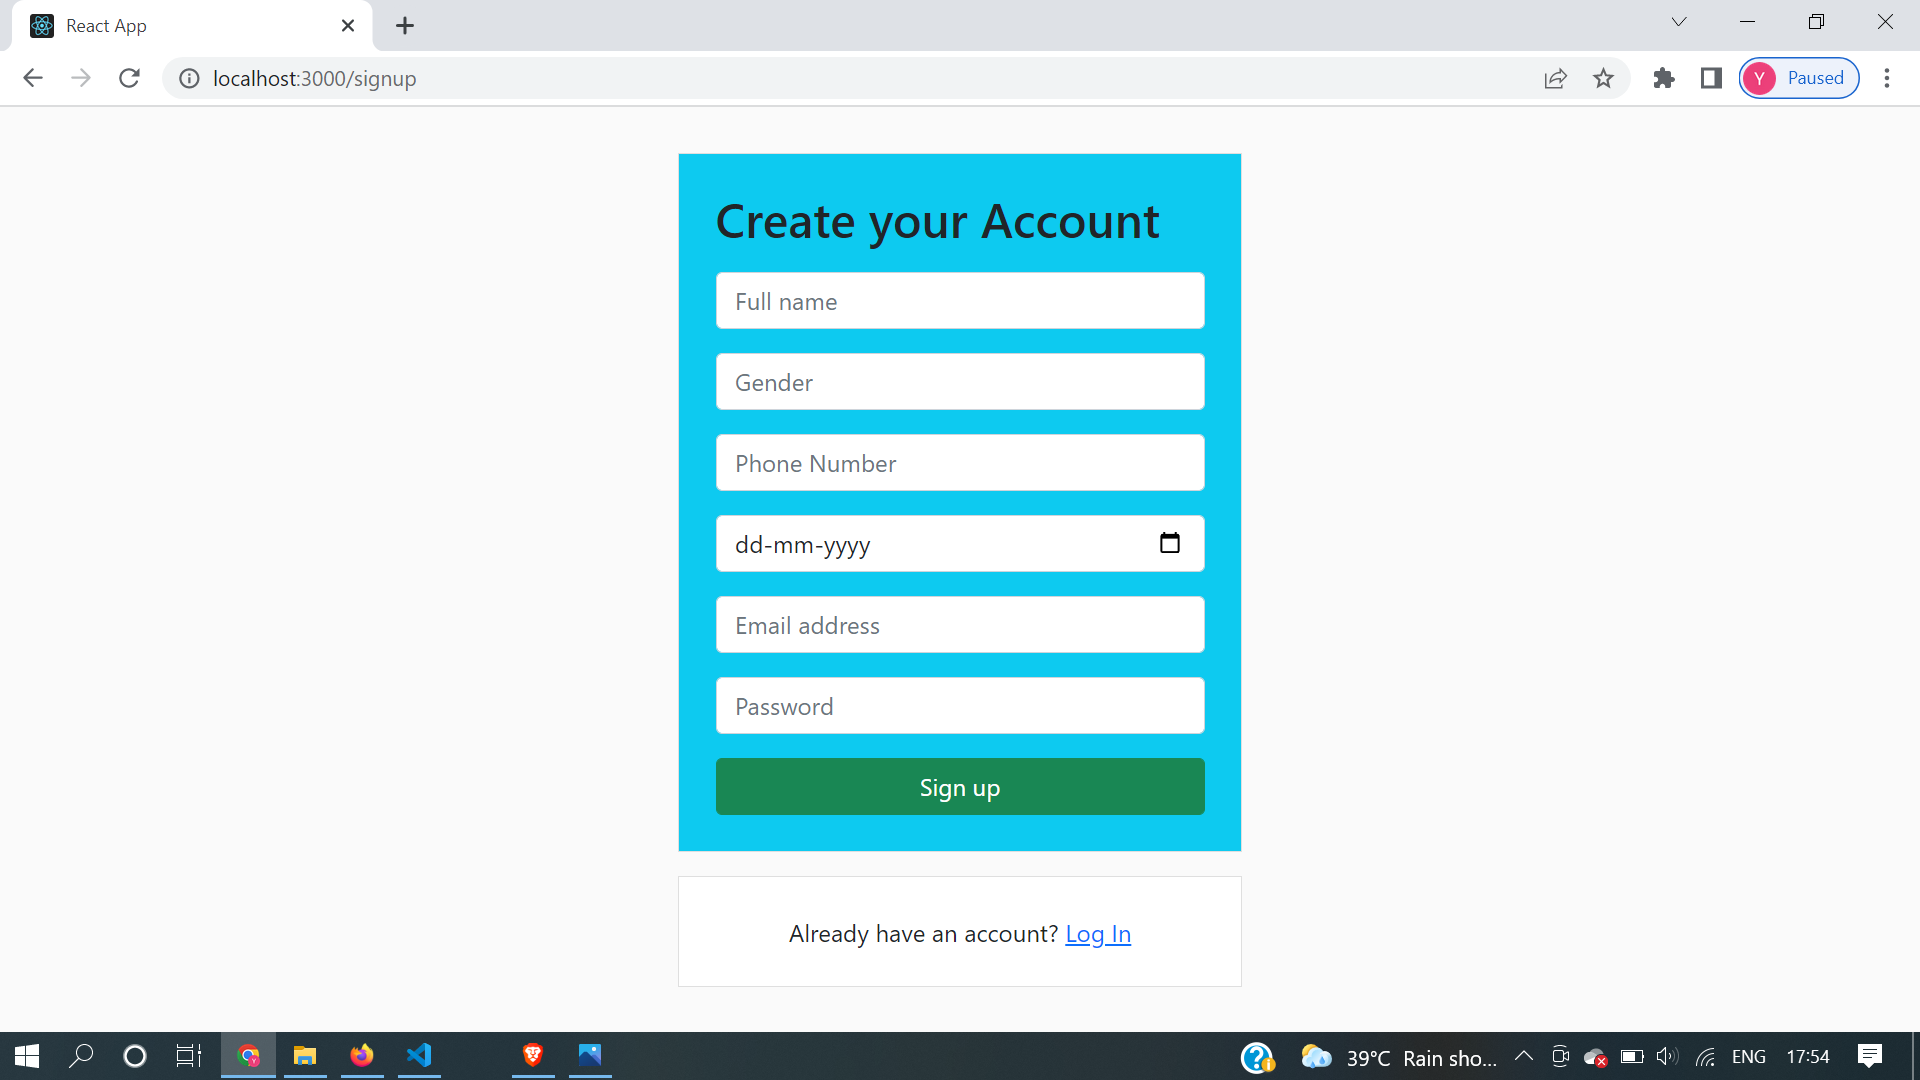 React App
localhost:3000/signup
Y Paused
Create your Account
Full name
Gender
Phone Number
dd-mm-yyyy
Email address
Password
Sign up
Already have an account? Log In
39°C Rain sho... ENG 17:54